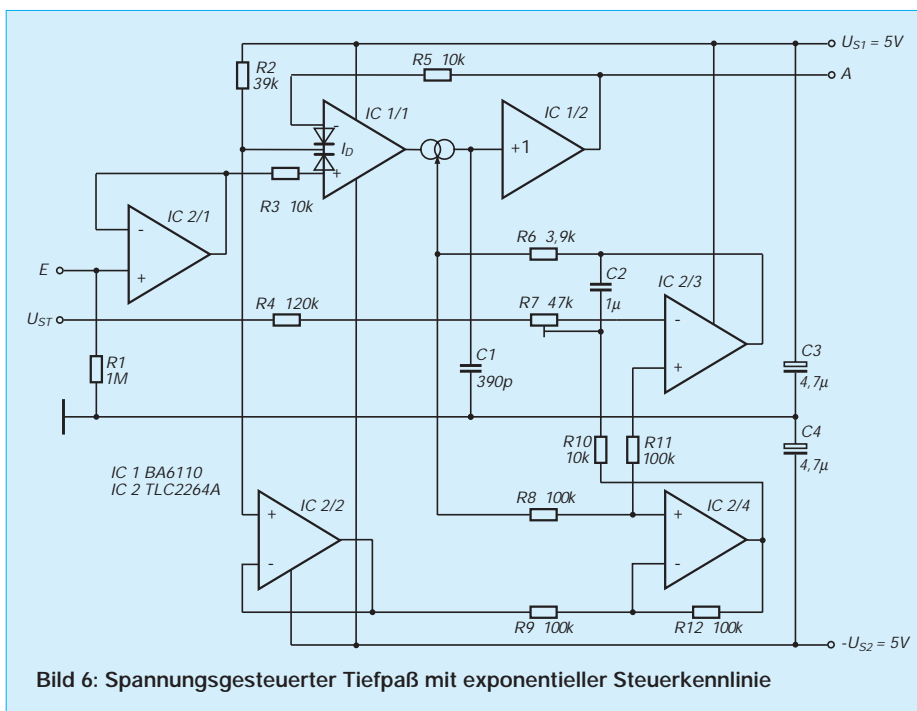 U_S1 = 5V
R2
39k
R5 10k
A
IC 1/1
IC 1/2
-
I_D
+
+1
R3 10k
IC 2/1
-
+
R6 3,9k
C2
1µ
IC 2/3
E
U_ST
R4 120k
R7 47k
-
+
R1
1M
C1
390p
C3
4,7µ
R10
10k
R11
100k
C4
4,7µ
IC 1 BA6110
IC 2 TLC2264A
IC 2/2
+
-
R8 100k
IC 2/4
+
-
R9 100k
R12 100k
-U_S2 = 5V
Bild 6: Spannungsgesteuerter Tiefpaß mit exponentieller Steuerkennlinie